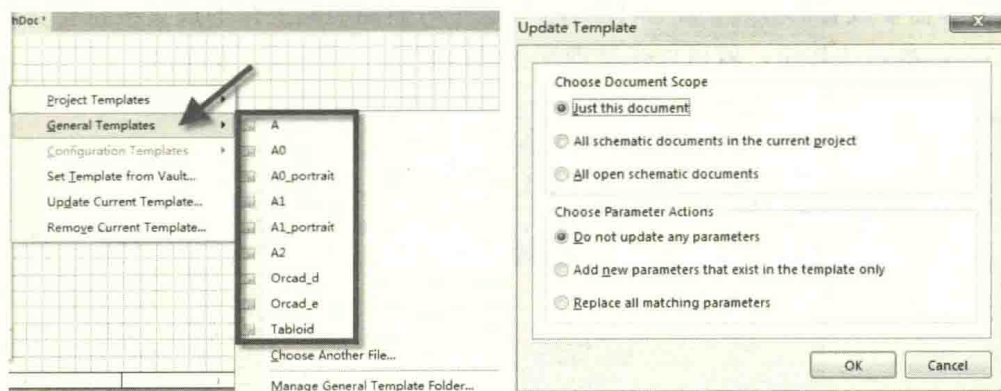 hDoc *
Project Templates
General Templates
Configuration Templates
Set Template from Vault...
Update Current Template...
Remove Current Template...
A
A0
A0_portrait
A1
A1_portrait
A2
Orcad_d
Orcad_e
Tabloid
Choose Another File...
Manage General Template Folder...
Update Template
Choose Document Scope
Just this document
All schematic documents in the current project
All open schematic documents
Choose Parameter Actions
Do not update any parameters
Add new parameters that exist in the template only
Replace all matching parameters
OK
Cancel